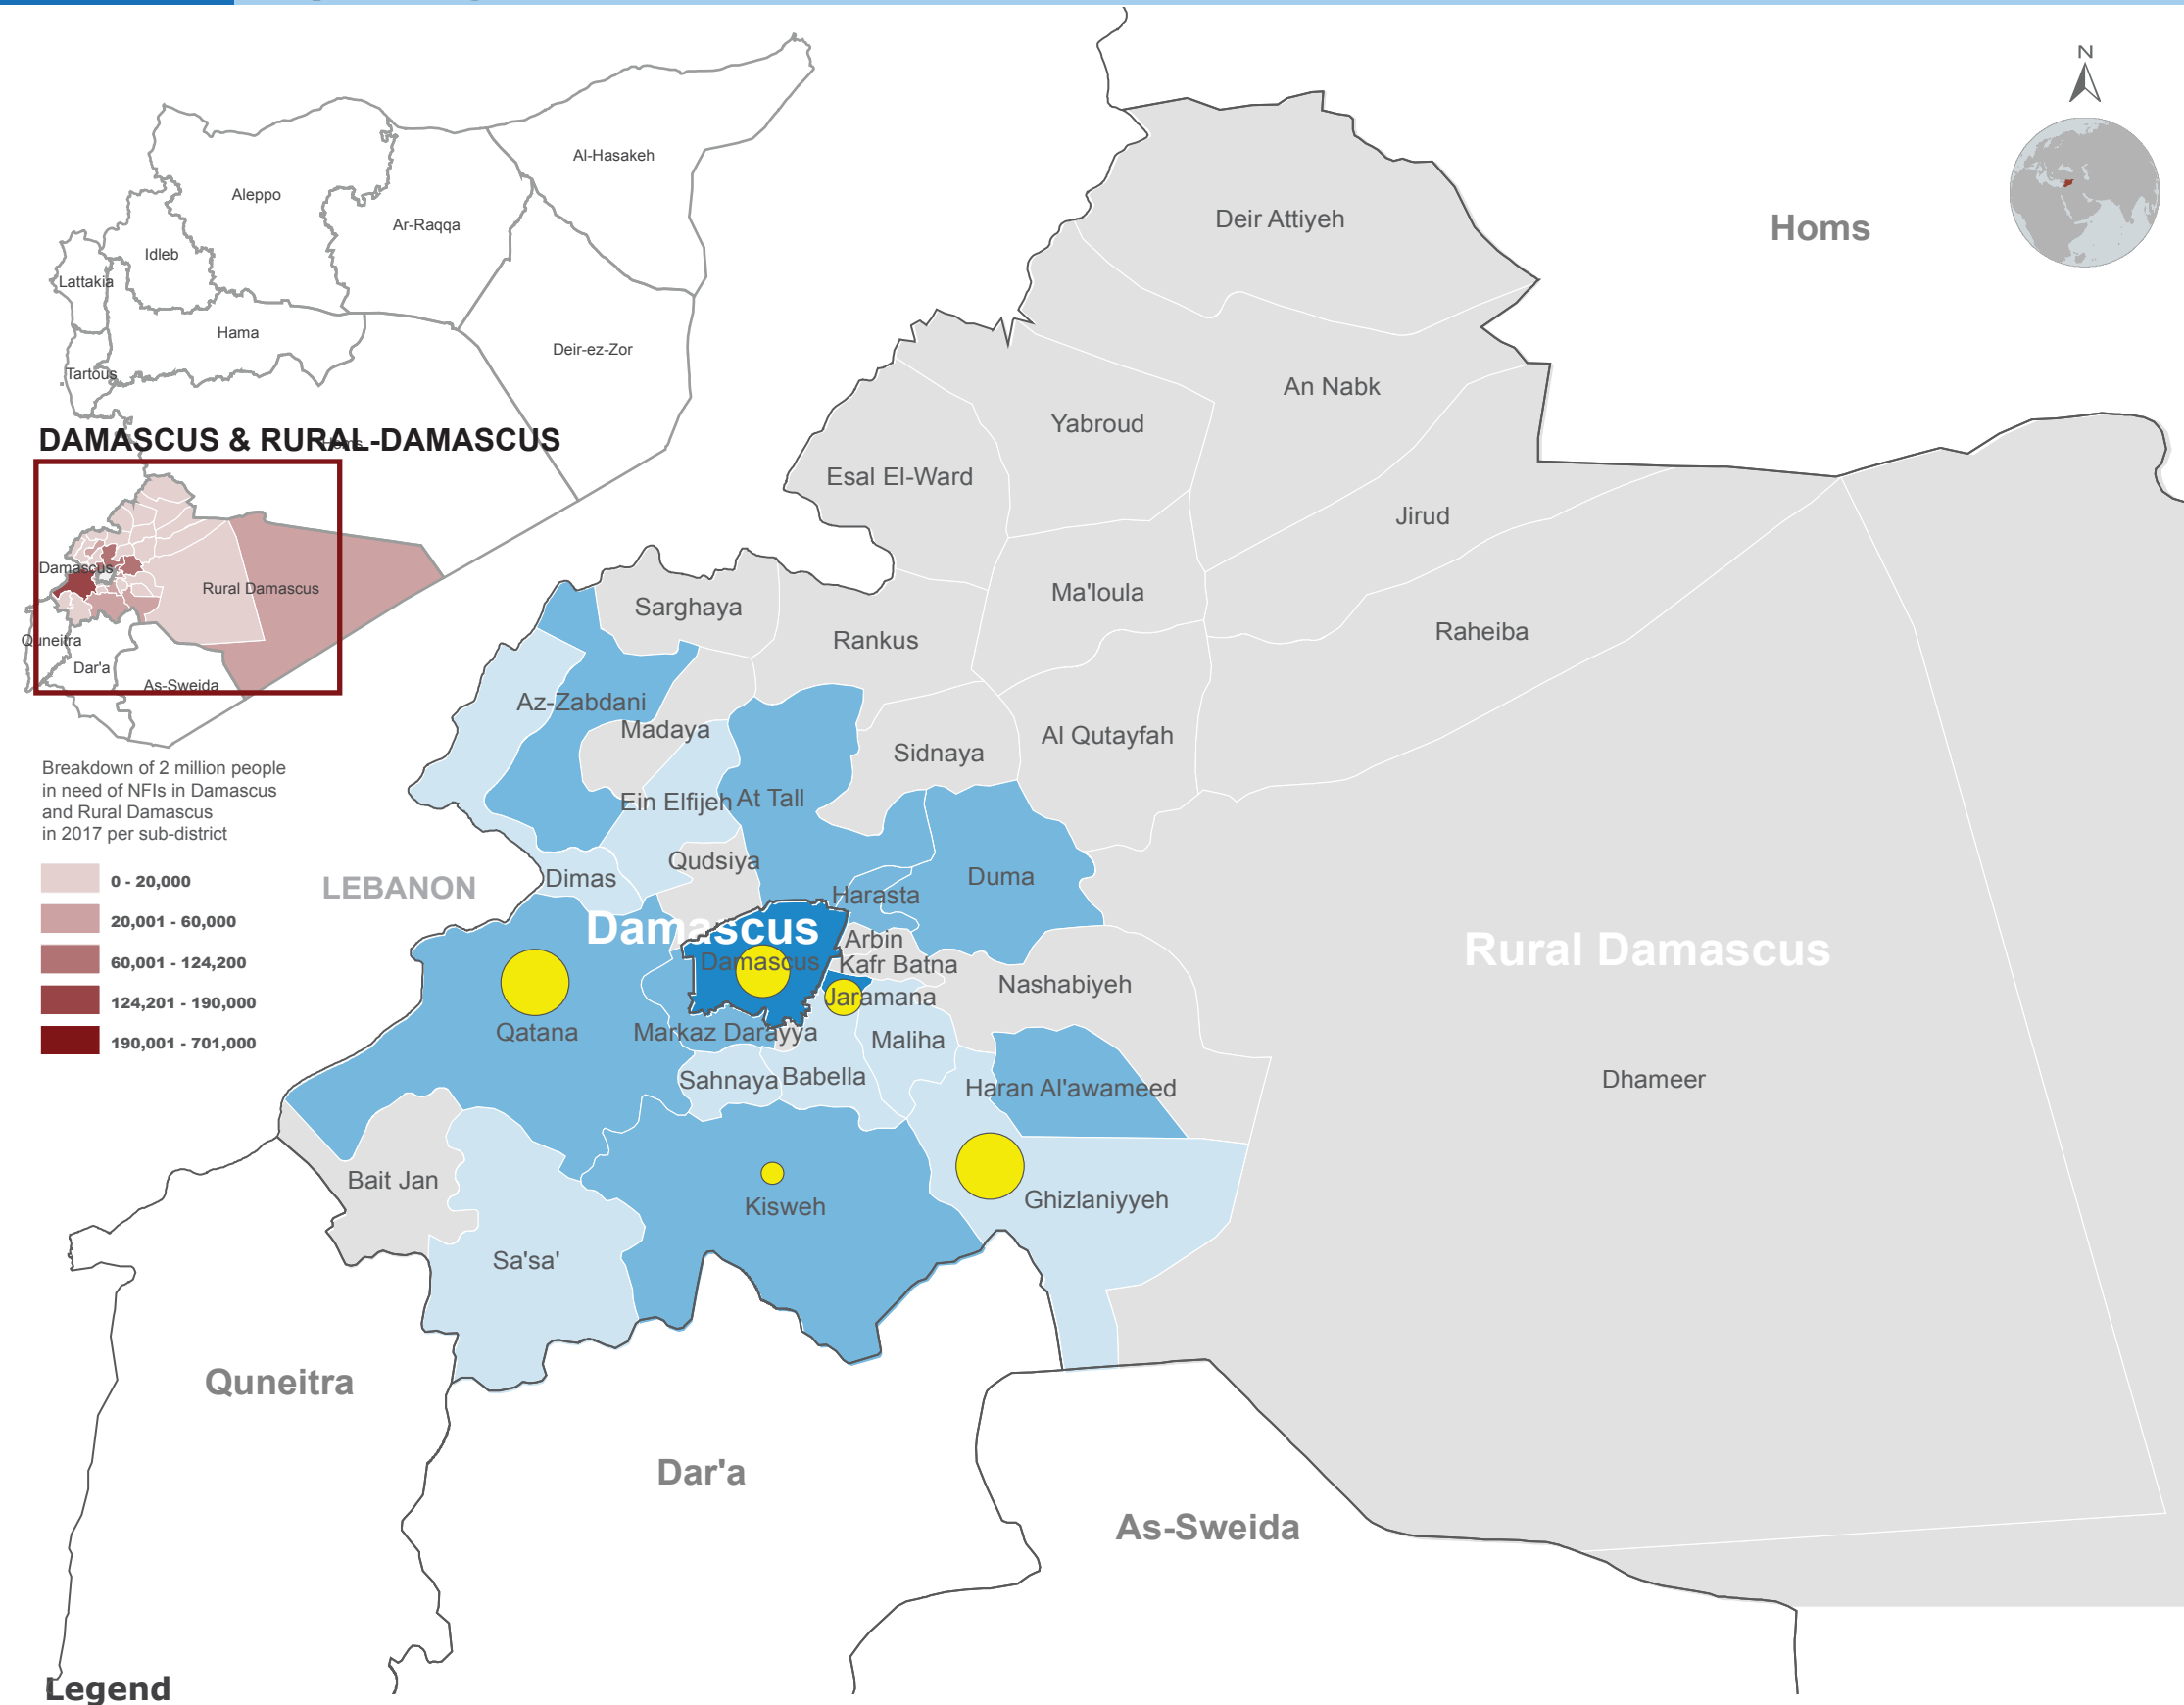 N
Al-Hasakeh
Aleppo
Ar-Raqqa
Idleb
Lattakia
Hama
Deir-ez-Zor
Tartous
DAMASCUS & RURAL-DAMASCUS
Homs
Damascus
Rural Damascus
Quneitra
Dar'a
As-Sweida
Breakdown of 2 million people
in need of NFIs in Damascus
and Rural Damascus
in 2017 per sub-district
0 - 20,000
20,001 - 60,000
60,001 - 124,200
124,201 - 190,000
190,001 - 701,000
LEBANON
Homs
Deir Attiyeh
An Nabk
Yabroud
Esal El-Ward
Jirud
Ma'loula
Sarghaya
Rankus
Raheiba
Az-Zabdani
Madaya
Al Qutayfah
Sidnaya
Ein Elfijeh
At Tall
Qudsiya
Dimas
Duma
Harasta
Damascus
Arbin
Rural Damascus
Damascus
Kafr Batna
Nashabiyeh
Jaramana
Qatana
Markaz Darayya
Maliha
Sahnaya
Babella
Haran Al'awameed
Dhameer
Bait Jan
Kisweh
Ghizlaniyyeh
Sa'sa'
Quneitra
Dar'a
As-Sweida
Legend